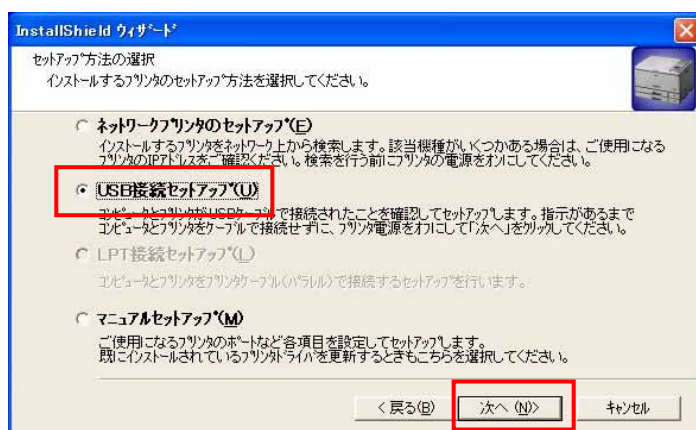 InstallShield ウィザード
セットアップ方法の選択
インストールするプリンタのセットアップ方法を選択してください。
ネットワークプリンタのセットアップ(E)
インストールするプリンタをネットワーク上から検索します。該当機種がいくつかある場合は、ご使用になる
プリンタのIPアドレスをご確認ください。検索を行う前にプリンタの電源をオンにしてください。
USB接続セットアップ(U)
コンピュータとプリンタがUSBケーブルで接続されたことを確認してセットアップします。指示があるまで
コンピュータとプリンタをケーブルで接続せずに、プリンタ電源をオフにして「次へ」をクリックしてください。
LPT接続セットアップ(L)
コンピュータとプリンタをプリンタケーブル(パラレル)で接続するセットアップを行います。
マニュアルセットアップ(M)
ご使用になるプリンタのポートなど各項目を設定してセットアップします。
既にインストールされているプリンタドライバを更新するときもこちらを選択してください。
< 戻る(B) 次へ (N)> キャンセル